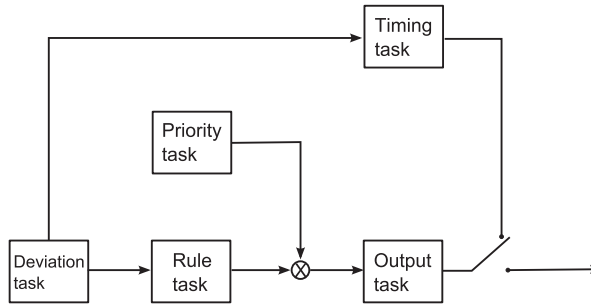 Timing
task
Priority
task
Deviation
task
Rule
task
Output
task